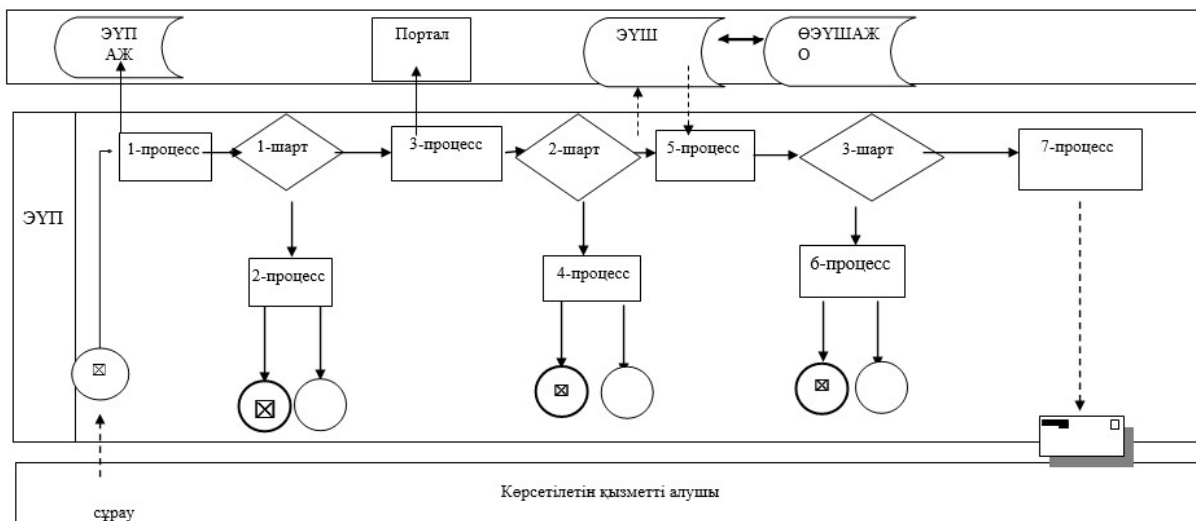 ЭҮП
АЖ
Портал
ЭҮШ
ӨЭҮШАЖ
О
1-процесс
1-шарт
3-процесс
2-шарт
5-процесс
3-шарт
7-процесс
ЭҮП
2-процесс
4-процесс
6-процесс
Көрсетілетін қызметті алушы
сұрау